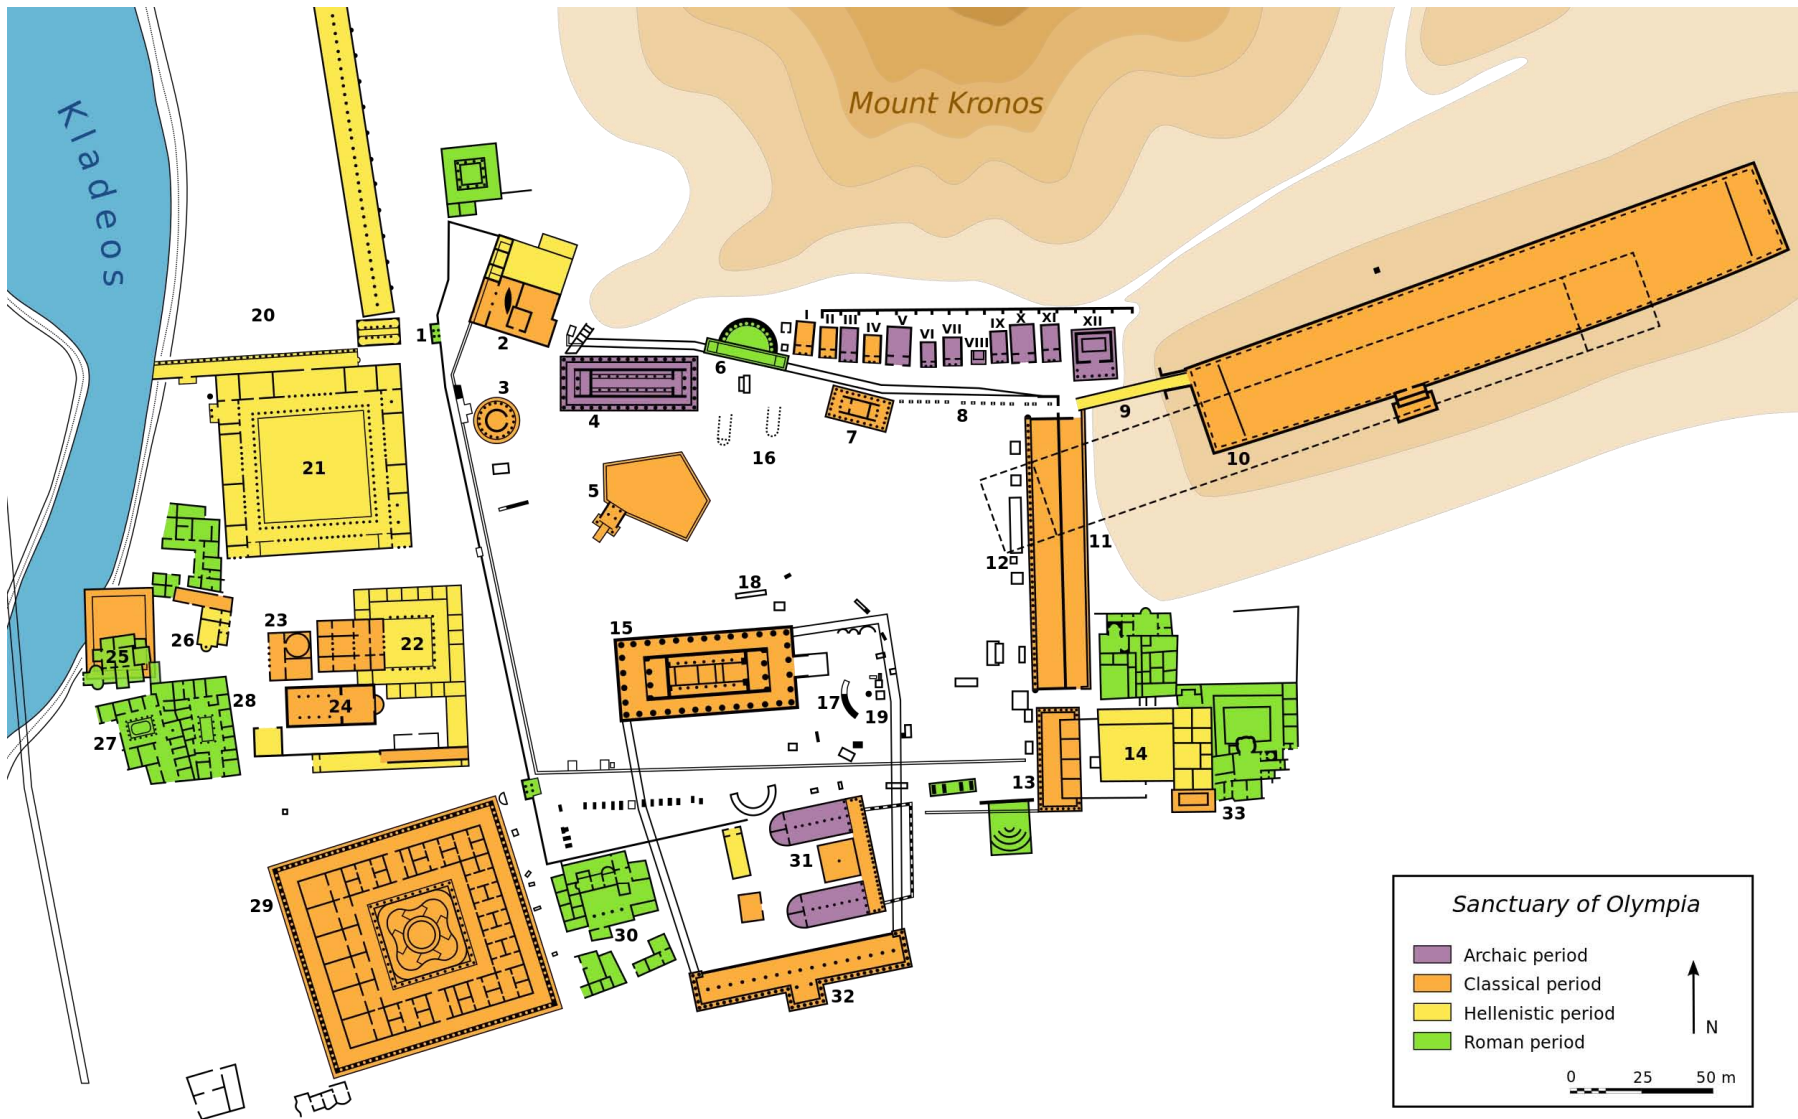 Mount Kronos
Kladeos
20
1
2
3
4
5
6
7
8
9
10
I
II
III
IV
V
VI
VII
VIII
IX
X
XI
XII
16
21
11
12
18
15
23
22
26
25
24
28
27
17
19
14
13
33
31
29
30
32
Sanctuary of Olympia
Archaic period
Classical period
Hellenistic period
Roman period
N
0 25 50 m